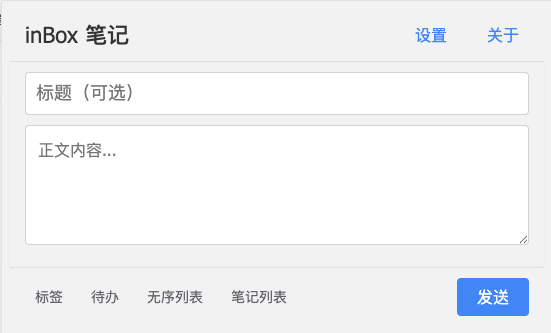 inBox 笔记 设置 关于
标题（可选）
正文内容...
标签 待办 无序列表 笔记列表 发送